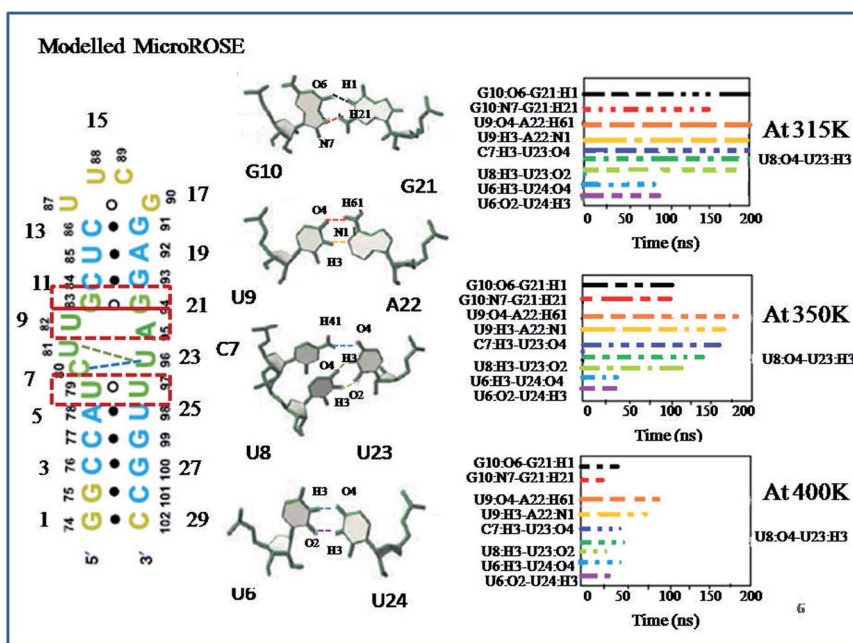 Modelled MicroROSE
15
88 89
U C
87 U G 90
17
13 86 C G 91
85 U A 92 19
11 84 C G 93
83 G G 94 21
9 82 U A 95
81 U
80 C U 96 23
7 79 U U 97
5 78 A U 98 25
77 C G 99
3 76 C G 100 27
75 G C 101
1 74 G C 102 29
5' 3'
O6 H1
H21
N7
G10 G21
O4 H61
N1
H3
U9 A22
C7 H41 O4
O4 H3
H3 O2
U8 U23
H3 O4
O2 H3
U6 U24
G10:O6-G21:H1
G10:N7-G21:H21
U9:O4-A22:H61
U9:H3-A22:N1
C7:H3-U23:O4
U8:O4-U23:H3
U8:H3-U23:O2
U6:H3-U24:O4
U6:O2-U24:H3
At 315K
0 50 100 150 200
Time (ns)
G10:O6-G21:H1
G10:N7-G21:H21
U9:O4-A22:H61
U9:H3-A22:N1
C7:H3-U23:O4
U8:O4-U23:H3
U8:H3-U23:O2
U6:H3-U24:O4
U6:O2-U24:H3
At 350K
0 50 100 150 200
Time (ns)
G10:O6-G21:H1
G10:N7-G21:H21
U9:O4-A22:H61
U9:H3-A22:N1
C7:H3-U23:O4
U8:O4-U23:H3
U8:H3-U23:O2
U6:H3-U24:O4
U6:O2-U24:H3
At 400K
0 50 100 150 200
Time (ns)
6